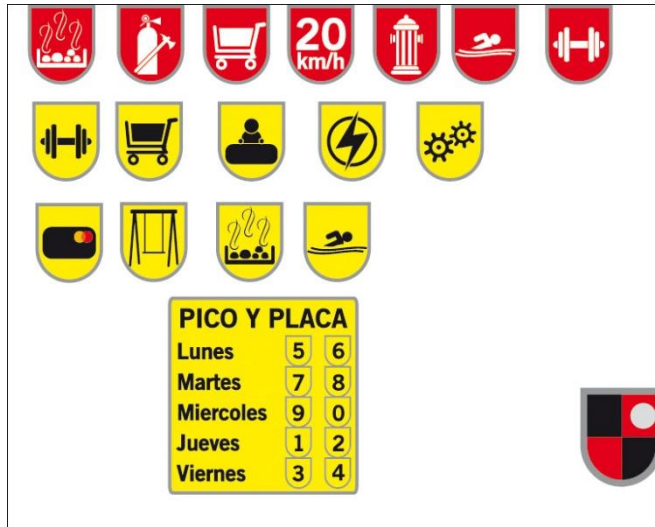 20
km/h
PICO Y PLACA
Lunes 5 6
Martes 7 8
Miercoles 9 0
Jueves 1 2
Viernes 3 4